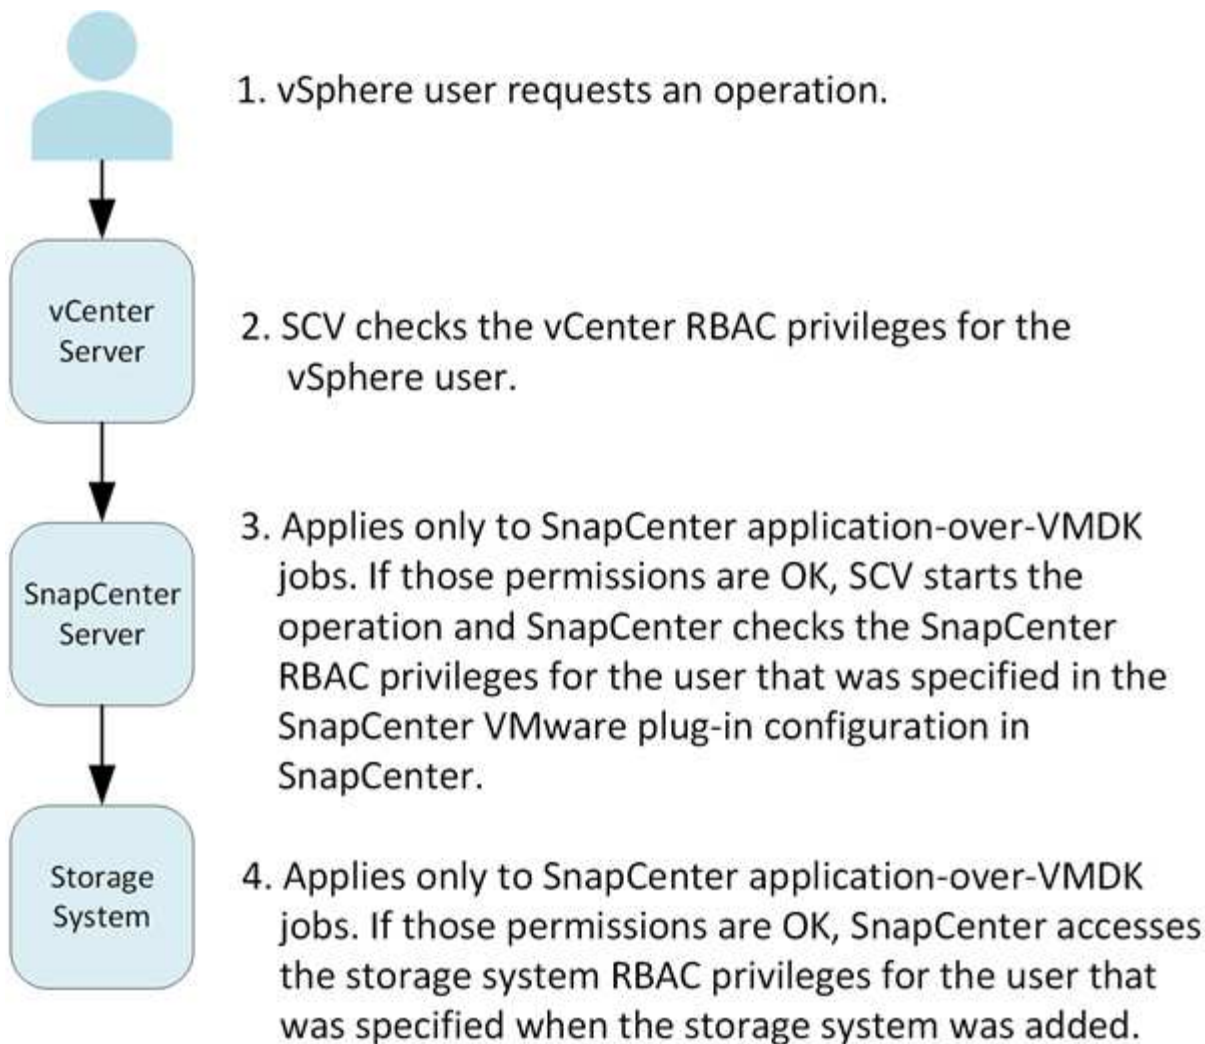 1. vSphere user requests an operation.
vCenter
Server
2. SCV checks the vCenter RBAC privileges for the
vSphere user.
SnapCenter
Server
3. Applies only to SnapCenter application-over-VMDK
jobs. If those permissions are OK, SCV starts the
operation and SnapCenter checks the SnapCenter
RBAC privileges for the user that was specified in the
SnapCenter VMware plug-in configuration in
SnapCenter.
Storage
System
4. Applies only to SnapCenter application-over-VMDK
jobs. If those permissions are OK, SnapCenter accesses
the storage system RBAC privileges for the user that
was specified when the storage system was added.